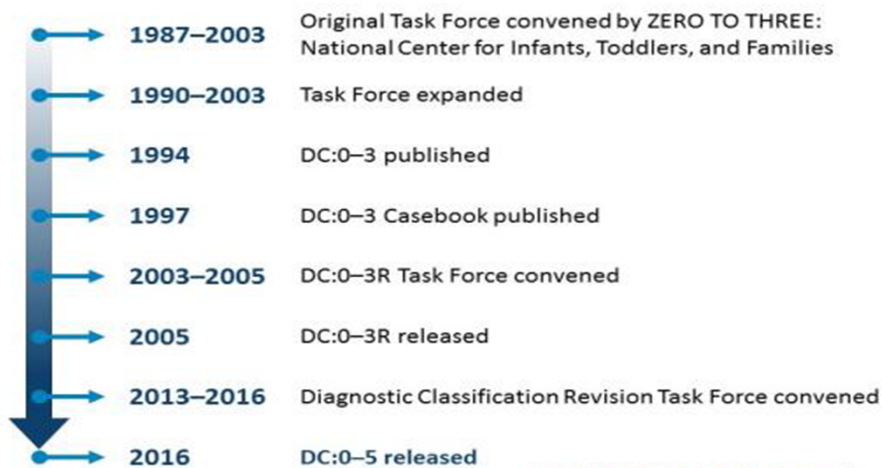 1987–2003 Original Task Force convened by ZERO TO THREE:
National Center for Infants, Toddlers, and Families
1990–2003 Task Force expanded
1994 DC:0–3 published
1997 DC:0–3 Casebook published
2003–2005 DC:0–3R Task Force convened
2005 DC:0–3R released
2013–2016 Diagnostic Classification Revision Task Force convened
2016 DC:0–5 released